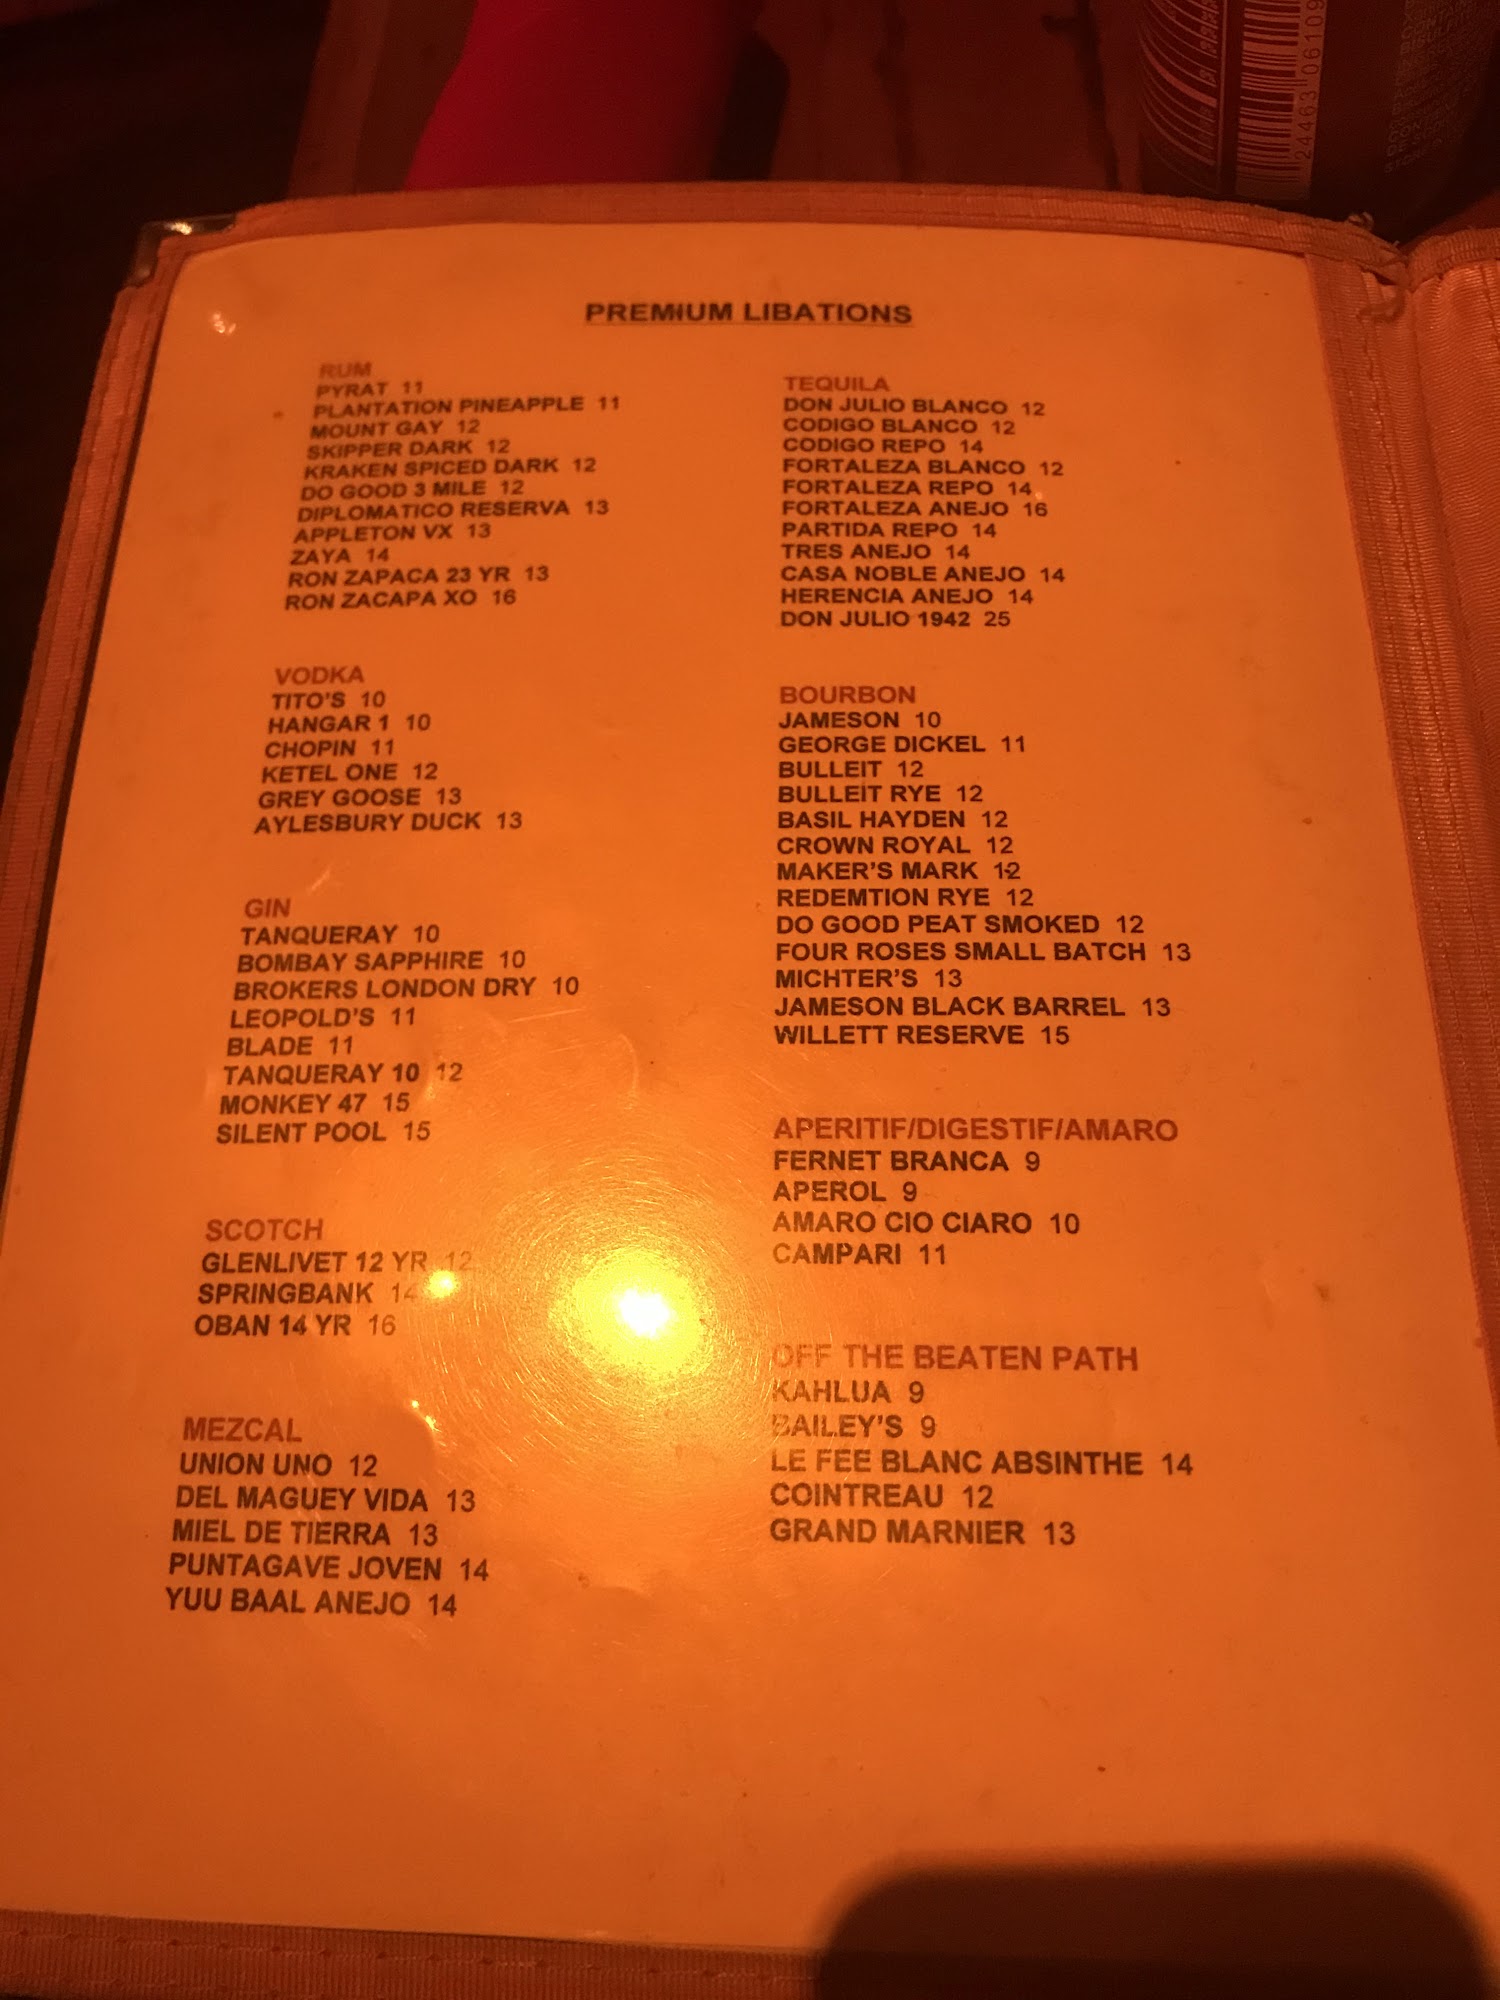 PREMIUM LIBATIONS
RUM
PYRAT 11
PLANTATION PINEAPPLE 11
MOUNT GAY 12
SKIPPER DARK 12
KRAKEN SPICED DARK 12
DO GOOD 3 MILE 12
DIPLOMATICO RESERVA 13
APPLETON VX 13
ZAYA 14
RON ZAPACA 23 YR 13
RON ZACAPA XO 16
VODKA
TITO'S 10
HANGAR 1 10
CHOPIN 11
KETEL ONE 12
GREY GOOSE 13
AYLESBURY DUCK 13
GIN
TANQUERAY 10
BOMBAY SAPPHIRE 10
BROKERS LONDON DRY 10
LEOPOLD'S 11
BLADE 11
TANQUERAY 10 12
MONKEY 47 15
SILENT POOL 15
SCOTCH
GLENLIVET 12 YR 12
SPRINGBANK 14
OBAN 14 YR 16
MEZCAL
UNION UNO 12
DEL MAGUEY VIDA 13
MIEL DE TIERRA 13
PUNTAGAVE JOVEN 14
YUU BAAL ANEJO 14
TEQUILA
DON JULIO BLANCO 12
CODIGO BLANCO 12
CODIGO REPO 14
FORTALEZA BLANCO 12
FORTALEZA REPO 14
FORTALEZA ANEJO 16
PARTIDA REPO 14
TRES ANEJO 14
CASA NOBLE ANEJO 14
HERENCIA ANEJO 14
DON JULIO 1942 25
BOURBON
JAMESON 10
GEORGE DICKEL 11
BULLEIT 12
BULLEIT RYE 12
BASIL HAYDEN 12
CROWN ROYAL 12
MAKER'S MARK 12
REDEMTION RYE 12
DO GOOD PEAT SMOKED 12
FOUR ROSES SMALL BATCH 13
MICHTER'S 13
JAMESON BLACK BARREL 13
WILLETT RESERVE 15
APERITIF/DIGESTIF/AMARO
FERNET BRANCA 9
APEROL 9
AMARO CIO CIARO 10
CAMPARI 11
OFF THE BEATEN PATH
KAHLUA 9
BAILEY'S 9
LE FEE BLANC ABSINTHE 14
COINTREAU 12
GRAND MARNIER 13
24463 06109